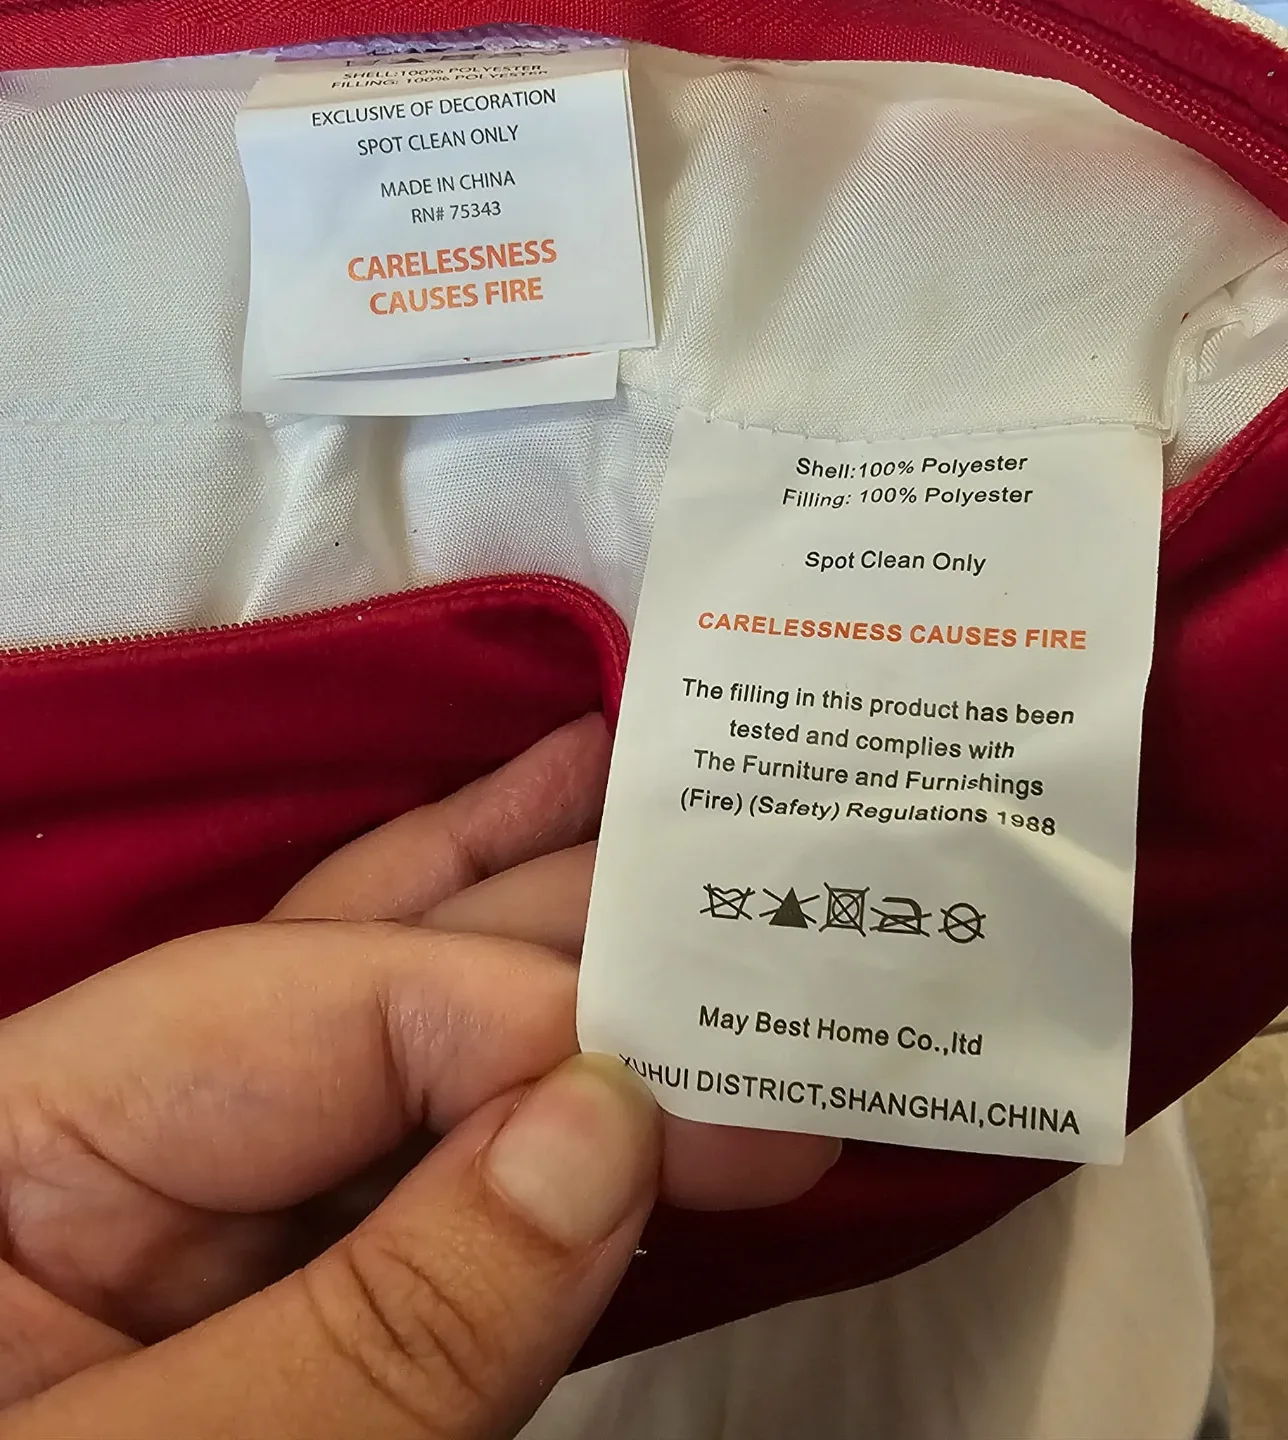 SHELL:100% POLYESTER
FILLING: 100% POLYESTER
EXCLUSIVE OF DECORATION
SPOT CLEAN ONLY
MADE IN CHINA
RN# 75343
CARELESSNESS
CAUSES FIRE
Shell:100% Polyester
Filling: 100% Polyester
Spot Clean Only
CARELESSNESS CAUSES FIRE
The filling in this product has been
tested and complies with
The Furniture and Furnishings
(Fire) (Safety) Regulations 1988
May Best Home Co.,ltd
XUHUI DISTRICT,SHANGHAI,CHINA